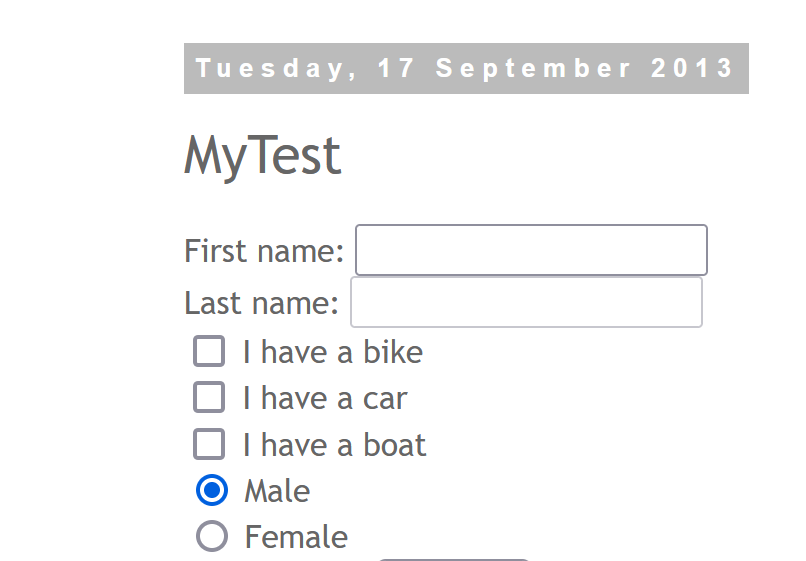 Tuesday, 17 September 2013
MyTest
First name:
Last name:
I have a bike
I have a car
I have a boat
Male
Female